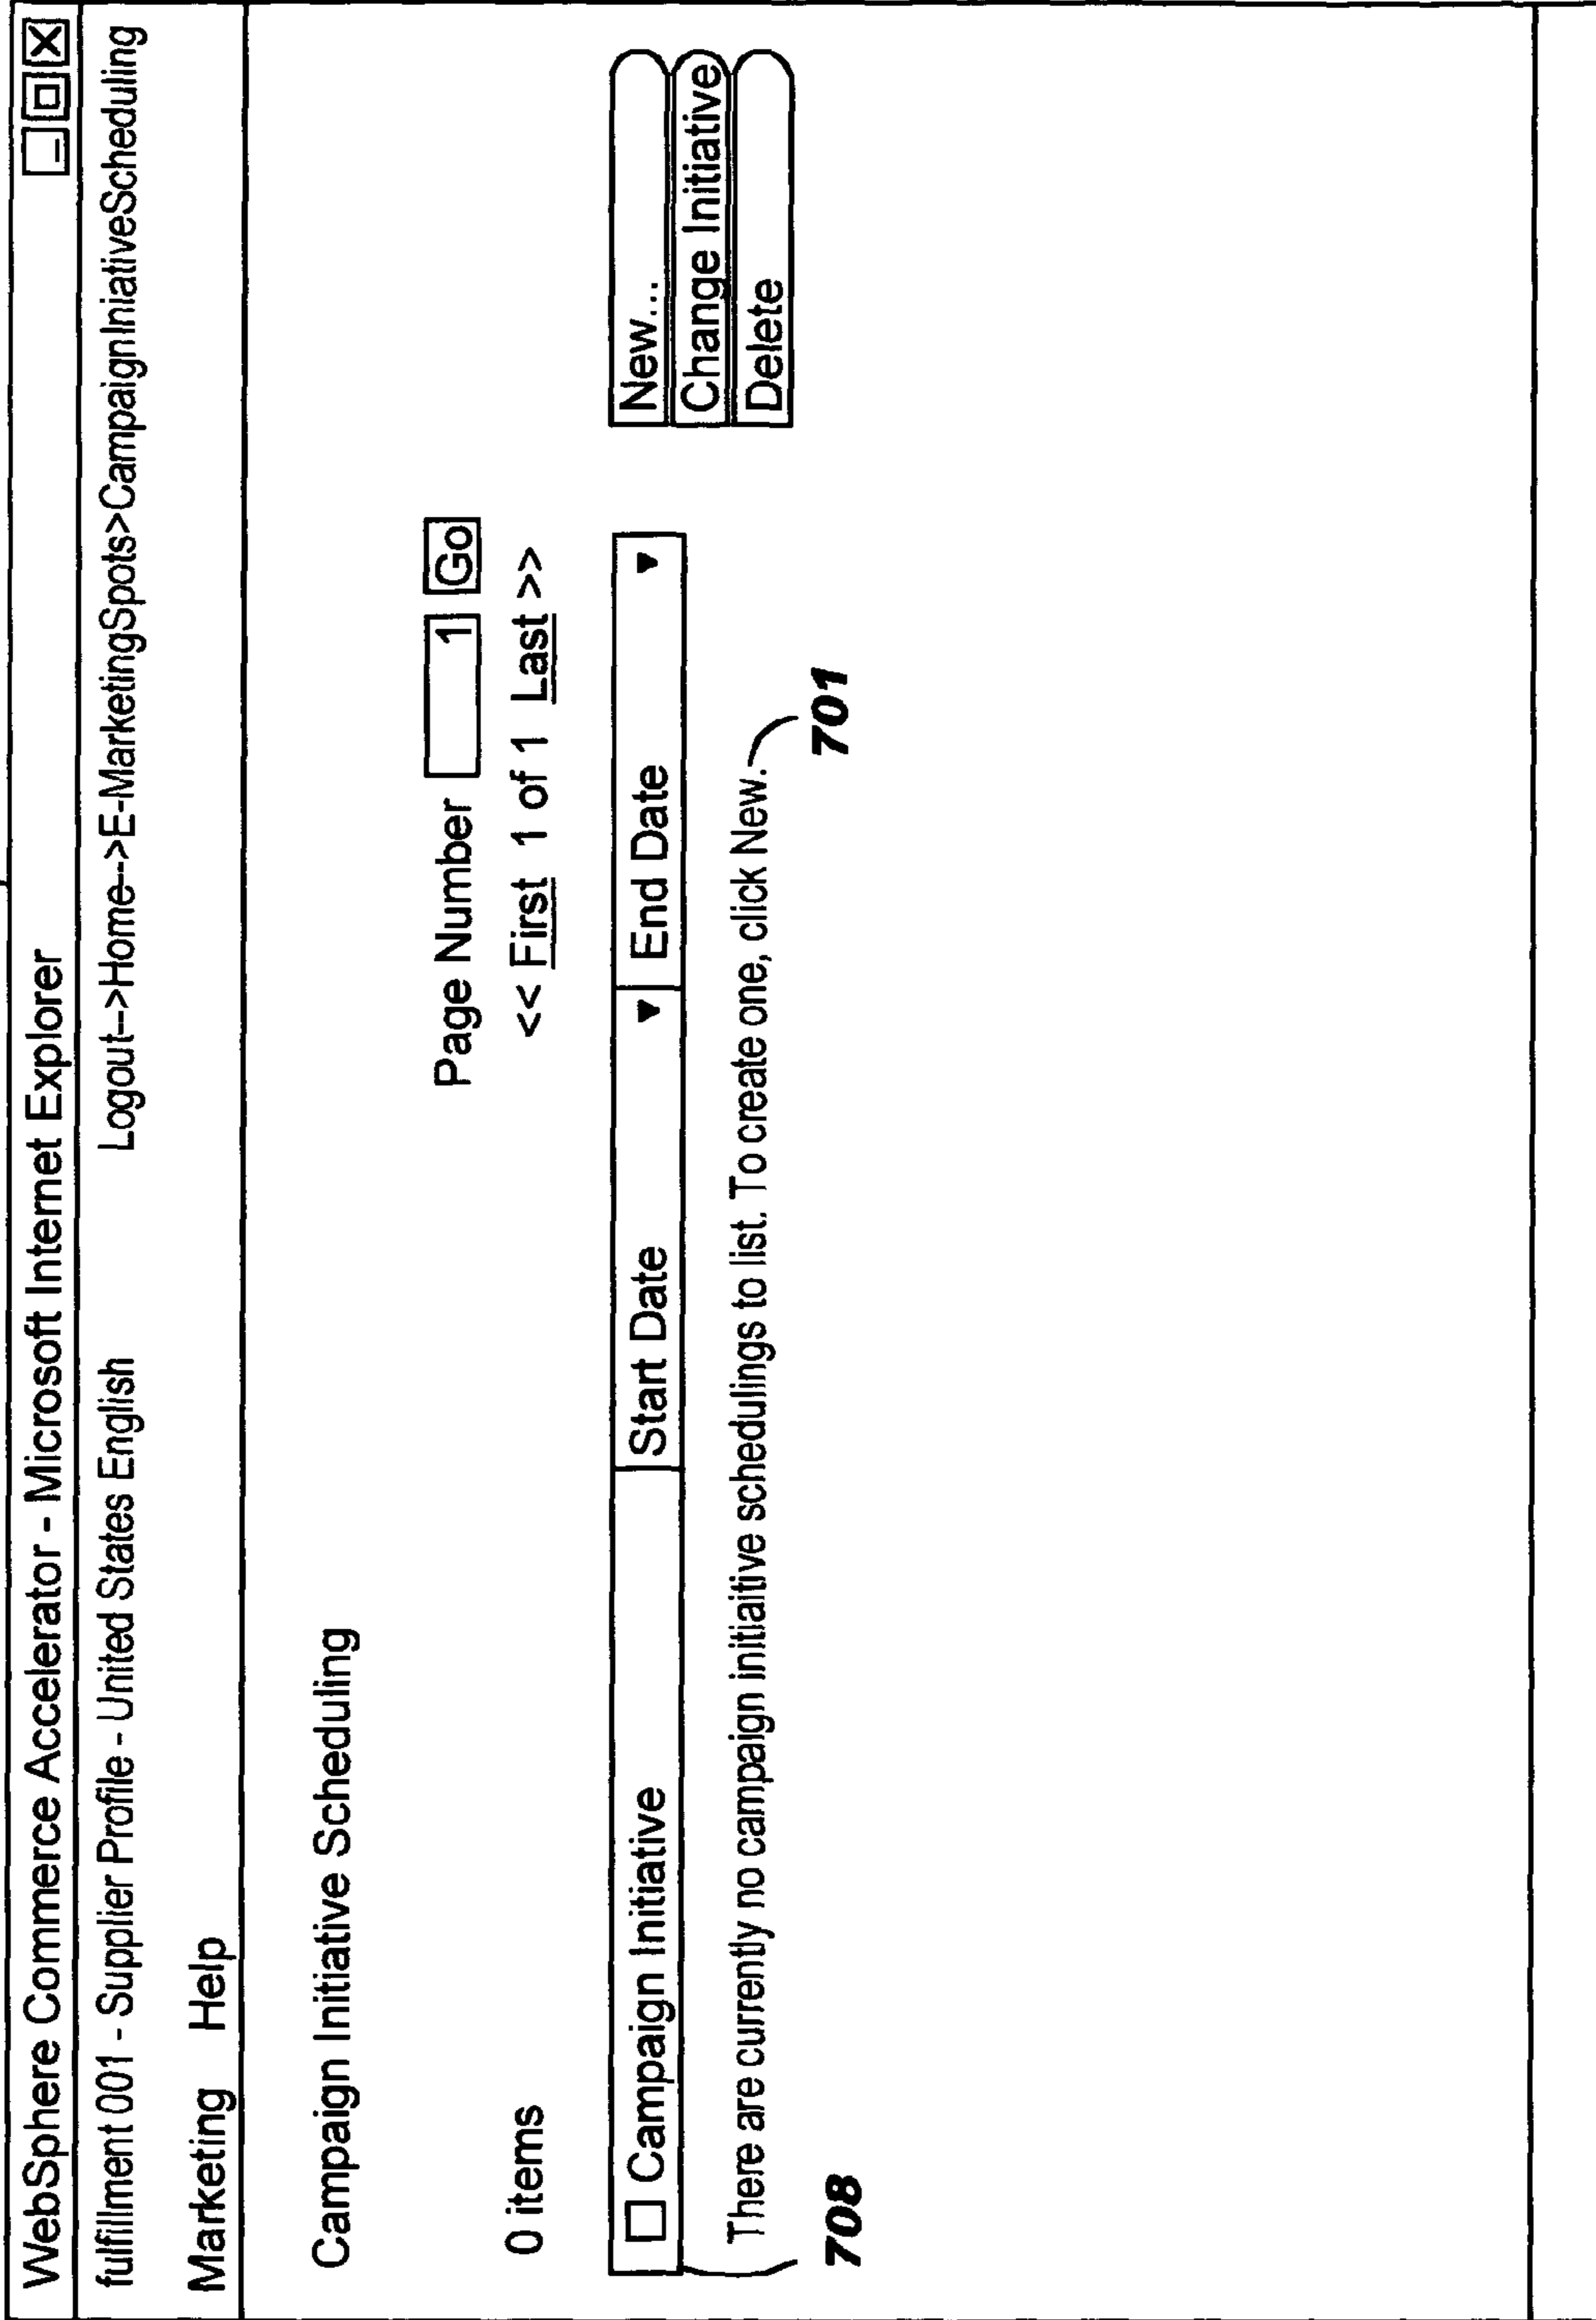 WebSphere Commerce Accelerator - Microsoft Internet Explorer
fulfillment 001 - Supplier Profile - United States English Logout-->Home-->E-MarketingSpots>CampaignIniativeScheduling
Marketing Help
Campaign Initiative Scheduling
Page Number 1 Go
0 items << First 1 of 1 Last >>
Campaign Initiative Start Date End Date New...
Change Initiative
There are currently no campaign initiaitive schedulings to list. To create one, click New. Delete
708 701